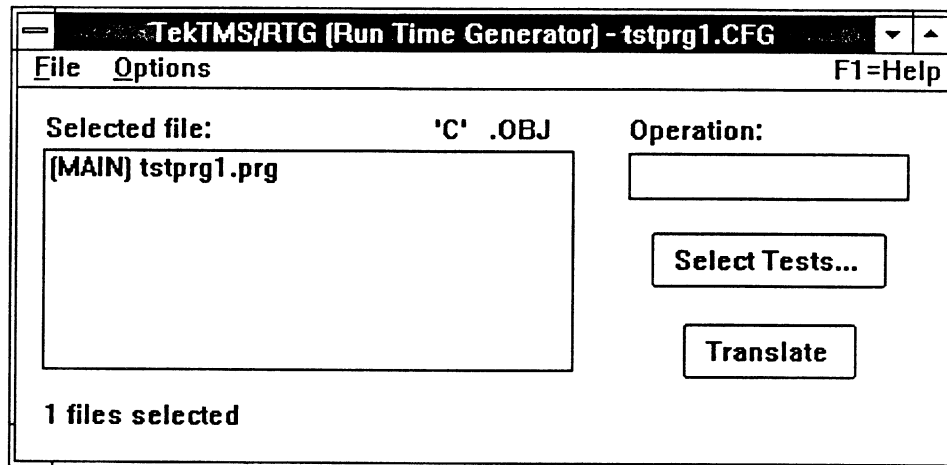 TekTMS/RTG (Run Time Generator) - tstprg1.CFG
File Options F1=Help
Selected file: 'C' .OBJ Operation:
(MAIN) tstprg1.prg
Select Tests...
Translate
1 files selected